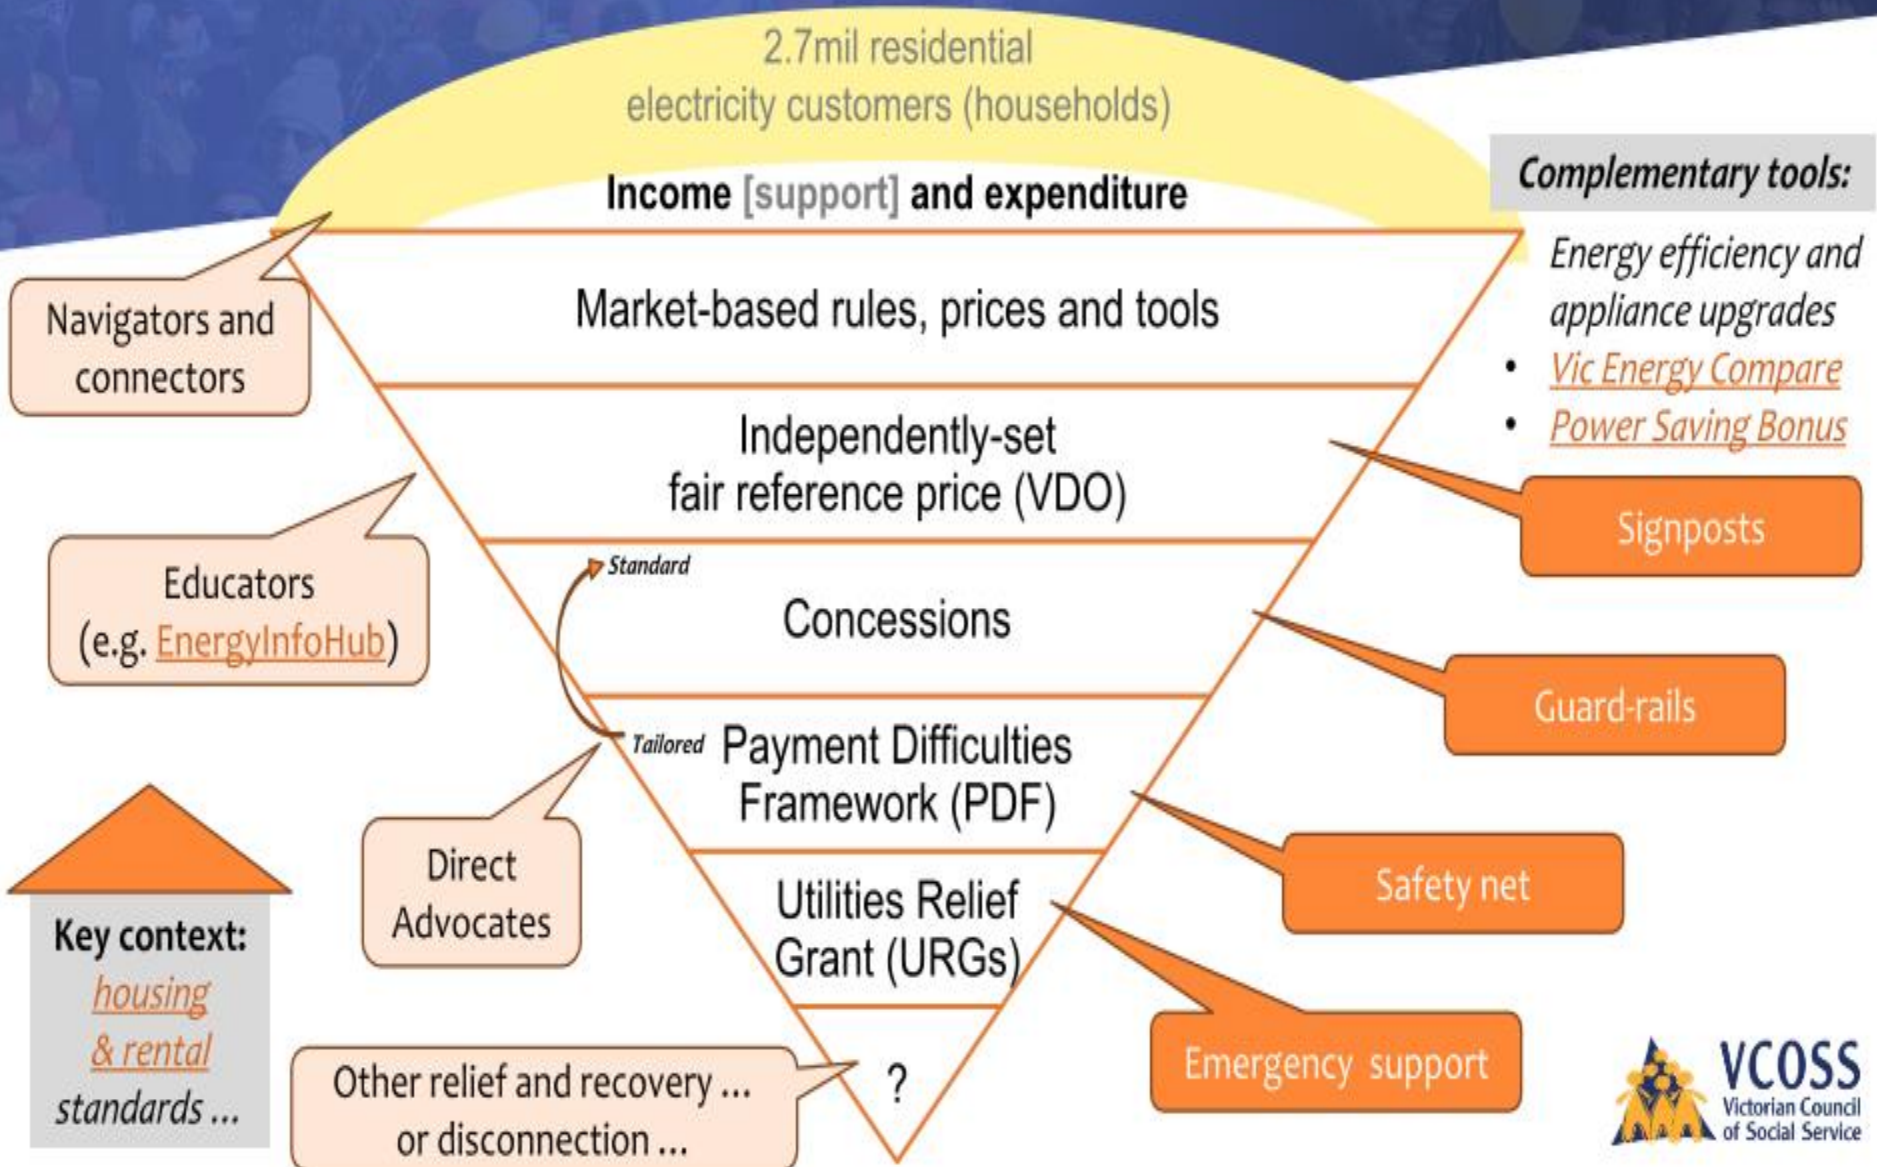 2.7mil residential
electricity customers (households)
Income [support] and expenditure
Complementary tools:
Energy efficiency and
appliance upgrades
• Vic Energy Compare
• Power Saving Bonus
Navigators and
connectors
Market-based rules, prices and tools
Independently-set
fair reference price (VDO)
Signposts
Educators
(e.g. EnergyInfoHub)
Standard
Concessions
Guard-rails
Tailored
Payment Difficulties
Framework (PDF)
Direct
Advocates
Safety net
Utilities Relief
Grant (URGs)
Key context:
housing
& rental
standards ...
Other relief and recovery ...
or disconnection ...
?
Emergency support
VCOSS
Victorian Council
of Social Service